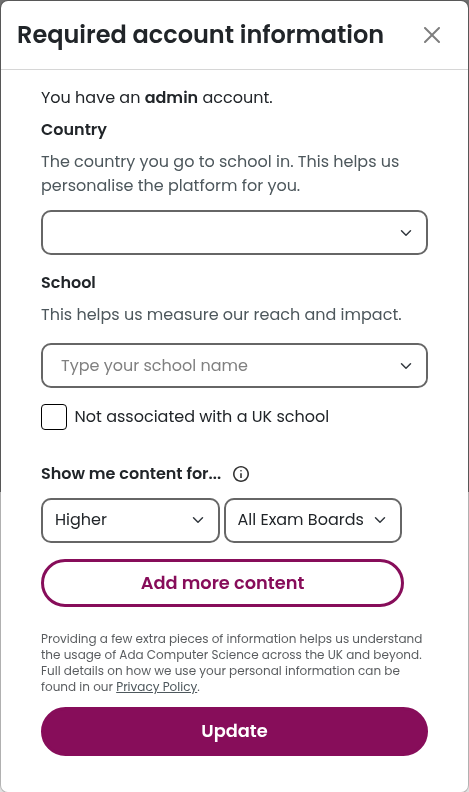 Required account information
You have an admin account.
Country
The country you go to school in. This helps us
personalise the platform for you.
School
This helps us measure our reach and impact.
Type your school name
Not associated with a UK school
Show me content for...
Higher All Exam Boards
Add more content
Providing a few extra pieces of information helps us understand
the usage of Ada Computer Science across the UK and beyond.
Full details on how we use your personal information can be
found in our Privacy Policy.
Update